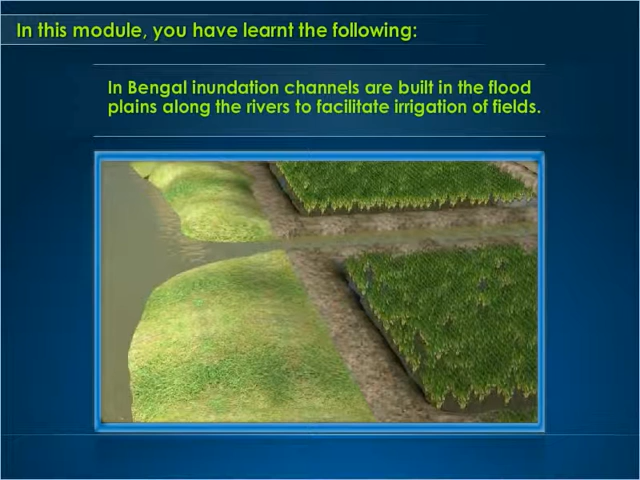 In this module, you have learnt the following:
In Bengal inundation channels are built in the flood
plains along the rivers to facilitate irrigation of fields.